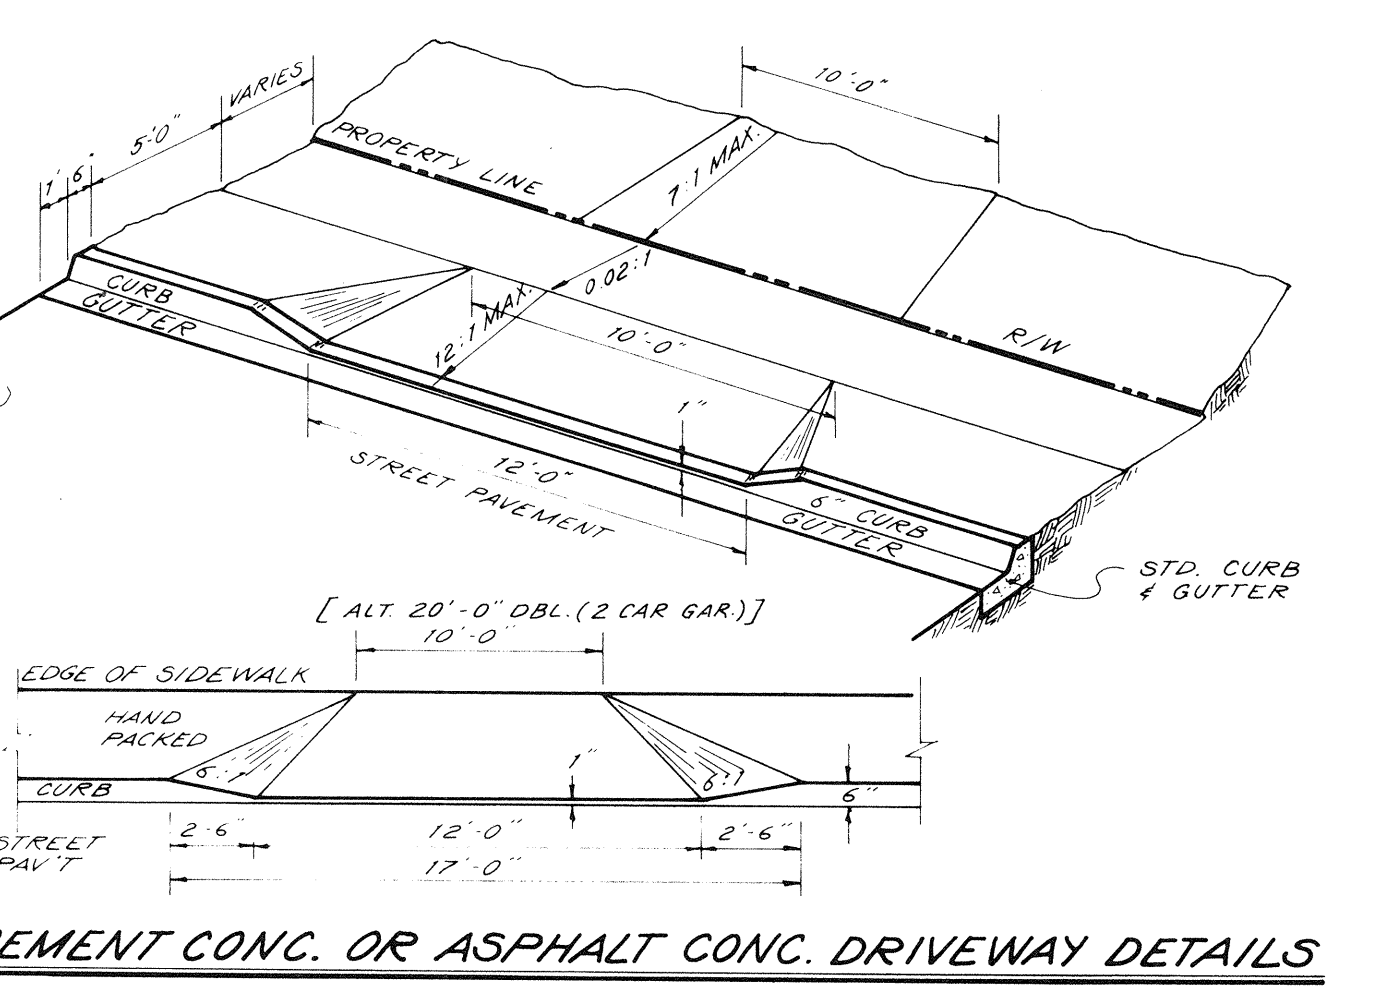 VARIES
10'-0"
5'-0"
1' 6"
PROPERTY LINE
7:1 MAX.
0.02:1
12:1 MAX.
CURB
GUTTER
10'-0"
R/W
1"
12'-0"
STREET PAVEMENT
6" CURB
GUTTER
STD. CURB
& GUTTER
[ALT. 20'-0" DBL.(2 CAR GAR.)]
10'-0"
EDGE OF SIDEWALK
HAND
PACKED
6:1
6:1
1"
CURB
6"
STREET
PAV'T
2-6"
12'-0"
2'-6"
17'-0"
EMENT CONC. OR ASPHALT CONC. DRIVEWAY DETAILS